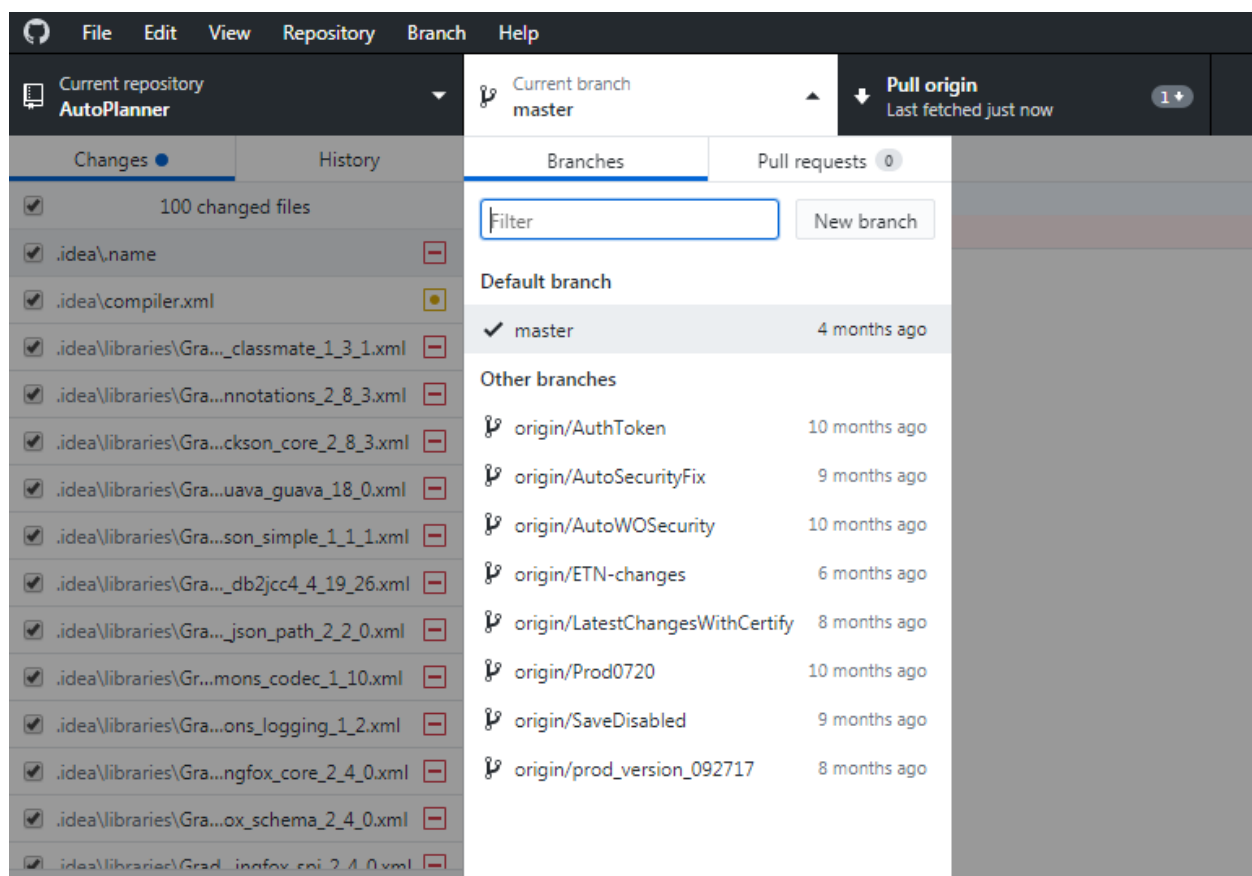 File Edit View Repository Branch Help
Current repository
AutoPlanner
Current branch
master
Pull origin
Last fetched just now
1
Changes History
100 changed files
.idea\.name
.idea\compiler.xml
.idea\libraries\Gra..._classmate_1_3_1.xml
.idea\libraries\Gra...nnotations_2_8_3.xml
.idea\libraries\Gra...ckson_core_2_8_3.xml
.idea\libraries\Gra...uava_guava_18_0.xml
.idea\libraries\Gra...son_simple_1_1_1.xml
.idea\libraries\Gra..._db2jcc4_4_19_26.xml
.idea\libraries\Gra..._json_path_2_2_0.xml
.idea\libraries\Gr...mons_codec_1_10.xml
.idea\libraries\Gra...ons_logging_1_2.xml
.idea\libraries\Gra...ngfox_core_2_4_0.xml
.idea\libraries\Gra...ox_schema_2_4_0.xml
.idea\libraries\Grad...ingfox_spi_2_4_0.xml
Branches Pull requests 0
Filter New branch
Default branch
master 4 months ago
Other branches
origin/AuthToken 10 months ago
origin/AutoSecurityFix 9 months ago
origin/AutoWOSecurity 10 months ago
origin/ETN-changes 6 months ago
origin/LatestChangesWithCertify 8 months ago
origin/Prod0720 10 months ago
origin/SaveDisabled 9 months ago
origin/prod_version_092717 8 months ago